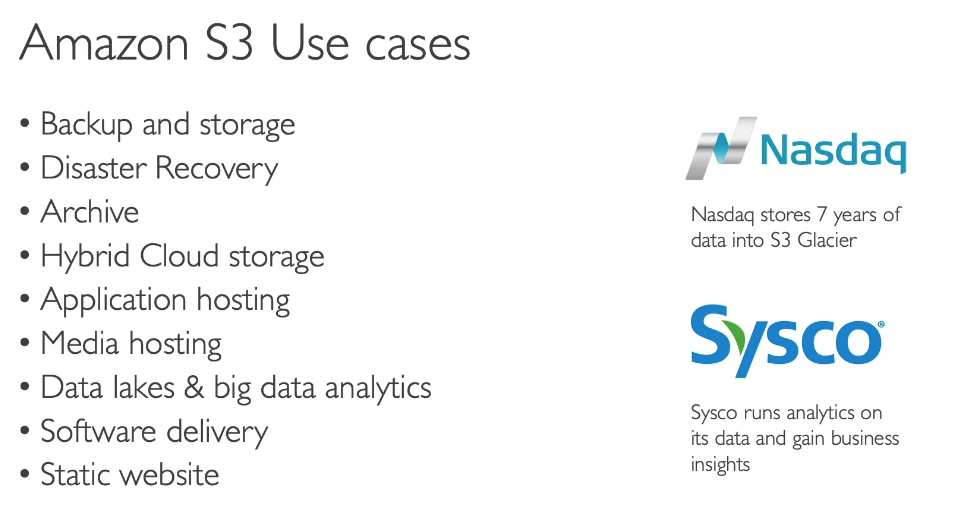 Amazon S3 Use cases
• Backup and storage
• Disaster Recovery
• Archive
• Hybrid Cloud storage
• Application hosting
• Media hosting
• Data lakes & big data analytics
• Software delivery
• Static website
Nasdaq
Nasdaq stores 7 years of
data into S3 Glacier
Sysco®
Sysco runs analytics on
its data and gain business
insights